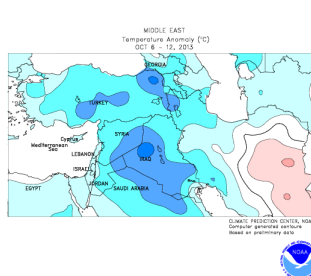 MIDDLE EAST
Temperature Anomaly (°C)
OCT 6 - 12, 2013
GEORGIA
TURKEY
SYRIA
Cyprus
Mediterranean
Sea
LEBANON
IRAQ
ISRAEL
JORDAN
EGYPT
SAUDI ARABIA
CLIMATE PREDICTION CENTER, NOAA
Computer generated contours
Based on preliminary data
NOAA